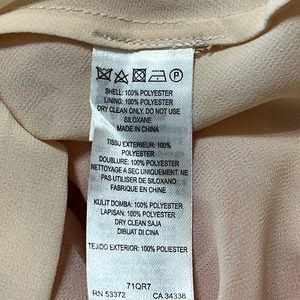 SHELL: 100% POLYESTER
LINING: 100% POLYESTER
DRY CLEAN ONLY. DO NOT USE
SILOXANE
MADE IN CHINA
TISSU EXTERIEUR: 100% POLYESTER
DOUBLURE: 100% POLYESTER
NETTOYAGE A SEC UNIQUEMENT. NE
PAS UTILISER DE SILOXANO
FABRIQUE EN CHINE
KULIT DOMBA: 100% POLYESTER
LAPISAN: 100% POLYESTER
DRY CLEAN SAJA
DIBUAT DI CINA
TEJIDO EXTERIOR: 100% POLYESTER
71QR7
RN 53372 CA 34338